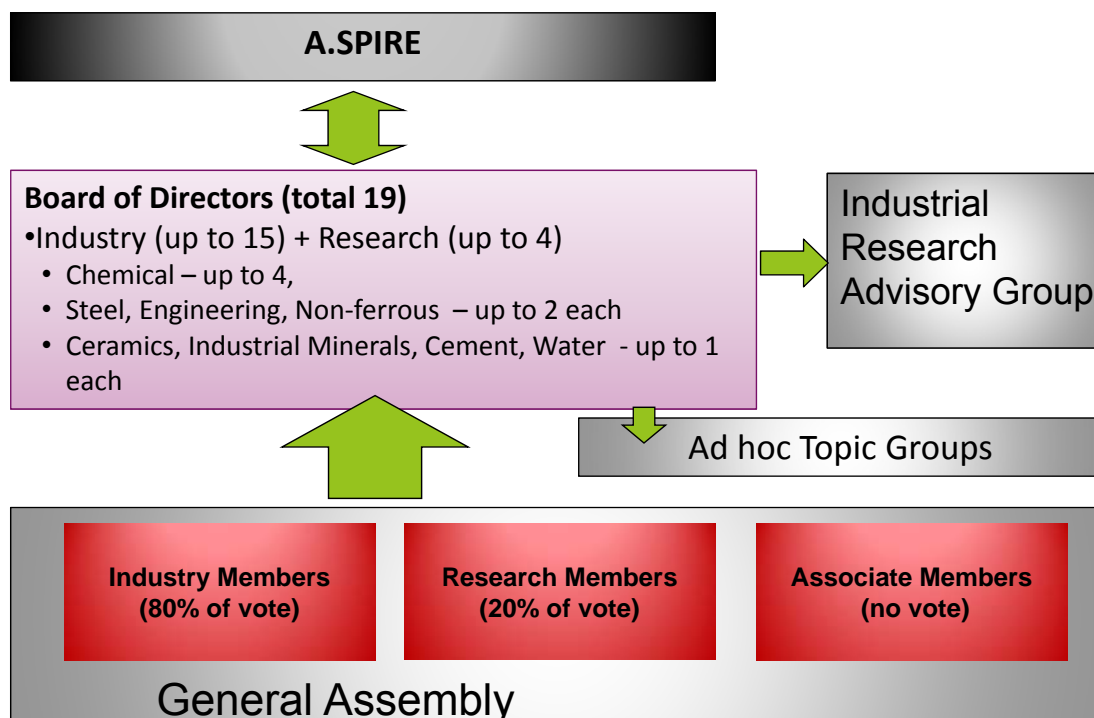 A.SPIRE
Board of Directors (total 19)
•Industry (up to 15) + Research (up to 4)
• Chemical – up to 4,
• Steel, Engineering, Non-ferrous – up to 2 each
• Ceramics, Industrial Minerals, Cement, Water - up to 1
each
Industrial
Research
Advisory Group
Ad hoc Topic Groups
Industry Members
(80% of vote)
Research Members
(20% of vote)
Associate Members
(no vote)
General Assembly